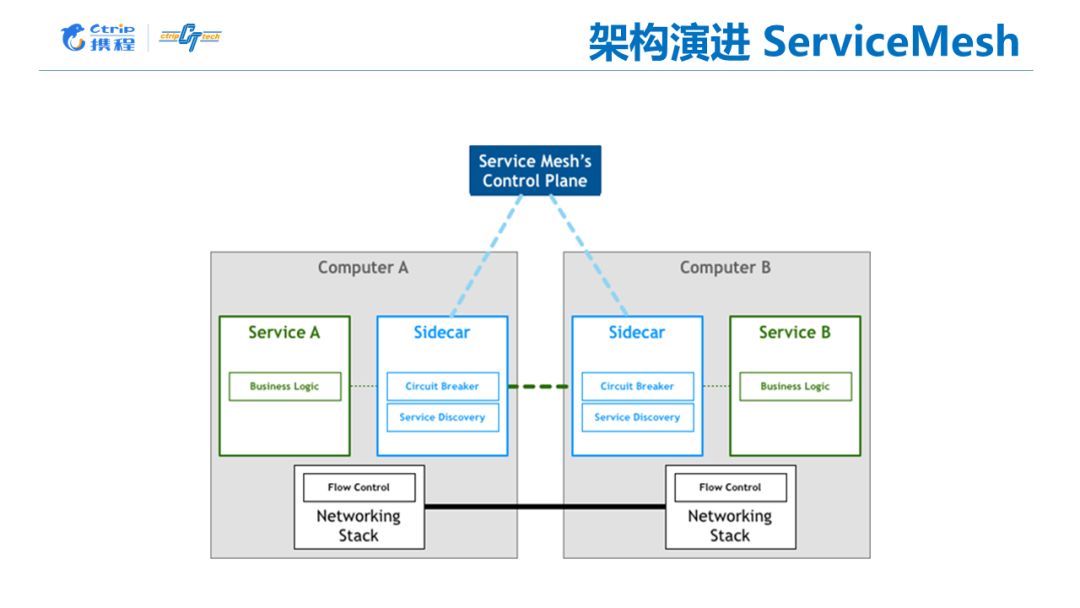 Ctrip
携程
ctrip CT tech
架构演进 ServiceMesh
Service Mesh's
Control Plane
Computer A
Computer B
Service A
Sidecar
Sidecar
Service B
Business Logic
Circuit Breaker
Circuit Breaker
Business Logic
Service Discovery
Service Discovery
Flow Control
Networking
Stack
Flow Control
Networking
Stack